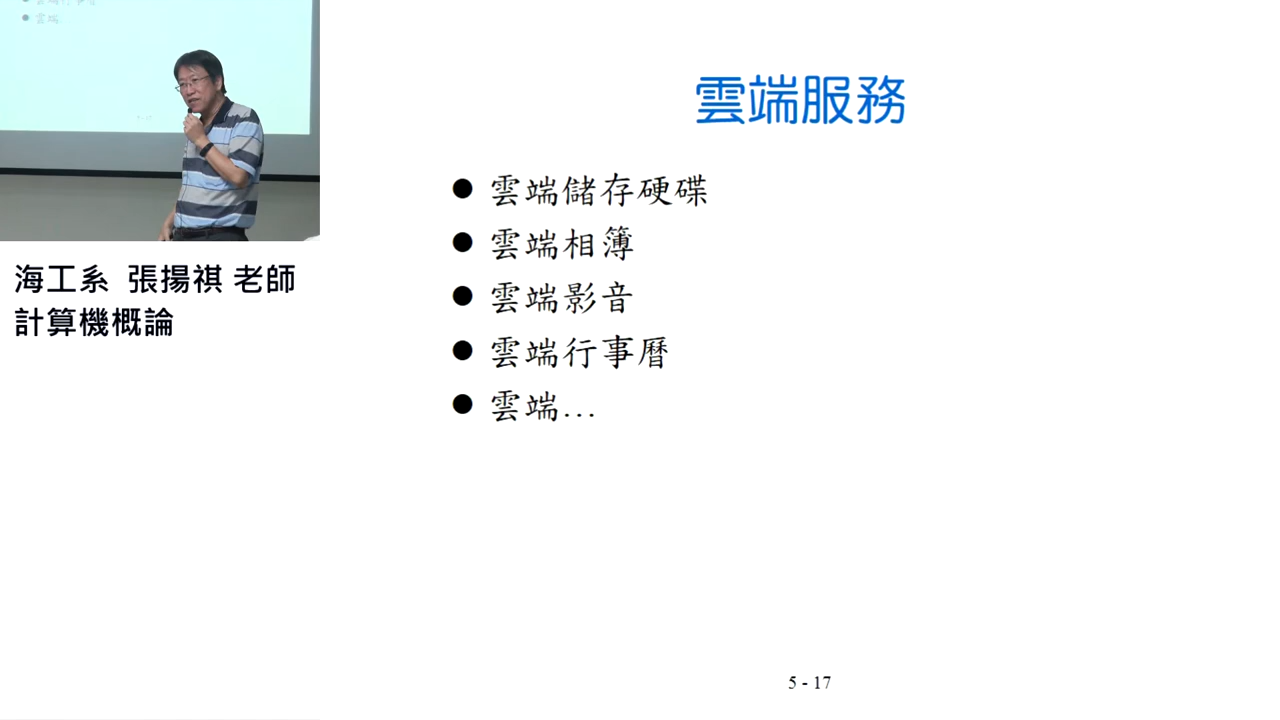 雲端...
海工系 張揚祺 老師
計算機概論
雲端服務
● 雲端儲存硬碟
● 雲端相簿
● 雲端影音
● 雲端行事曆
● 雲端…
5 - 17